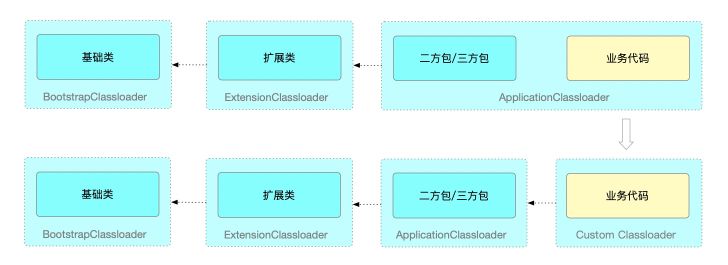 基础类
扩展类
二方包/三方包
业务代码
BootstrapClassloader
ExtensionClassloader
ApplicationClassloader
基础类
扩展类
二方包/三方包
业务代码
BootstrapClassloader
ExtensionClassloader
ApplicationClassloader
Custom Classloader